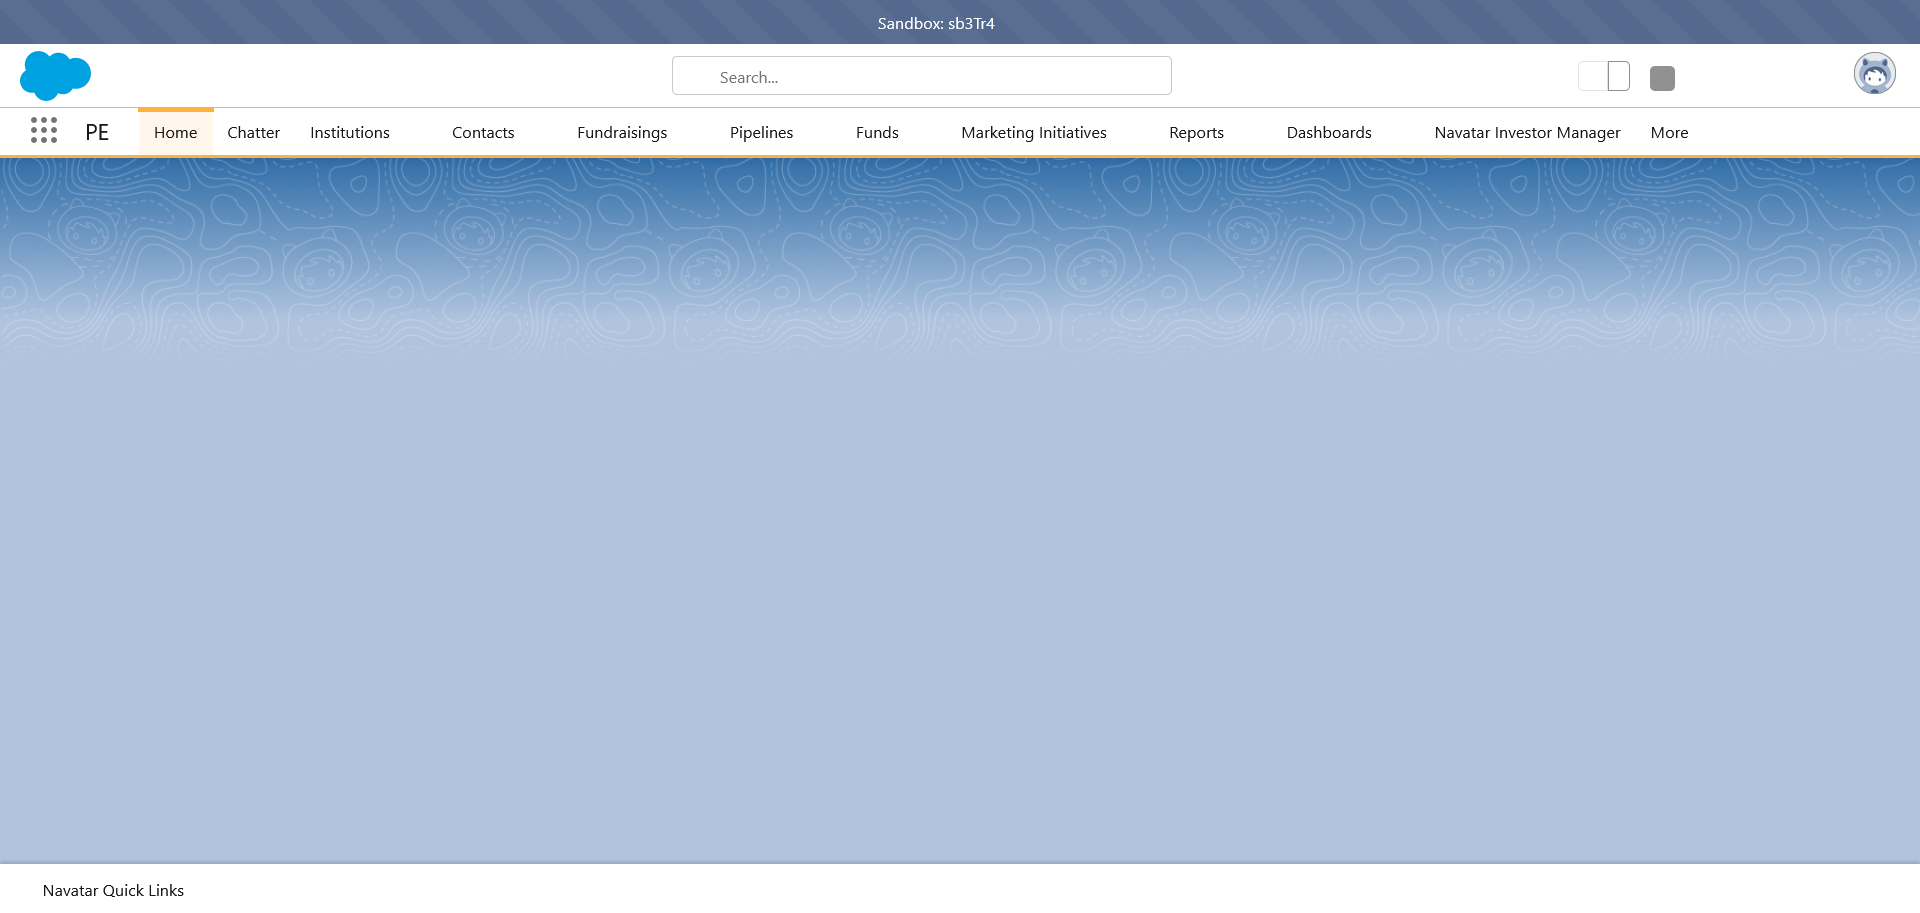 Sandbox: sb3Tr4
Search...
PE
Home
Chatter
Institutions
Contacts
Fundraisings
Pipelines
Funds
Marketing Initiatives
Reports
Dashboards
Navatar Investor Manager
More
Navatar Quick Links